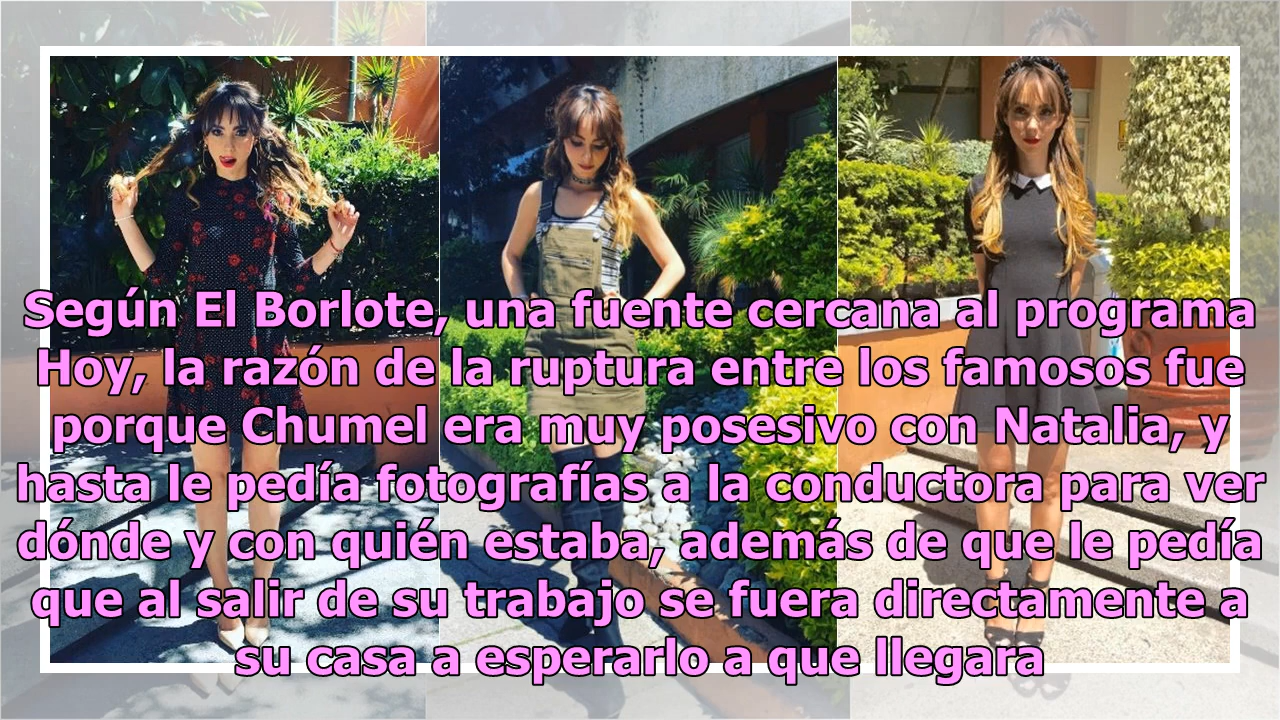 Según El Borlote, una fuente cercana al programa
Hoy, la razón de la ruptura entre los famosos fue
porque Chumel era muy posesivo con Natalia, y
hasta le pedía fotografías a la conductora para ver
dónde y con quién estaba, además de que le pedía
que al salir de su trabajo se fuera directamente a
su casa a esperarlo a que llegara